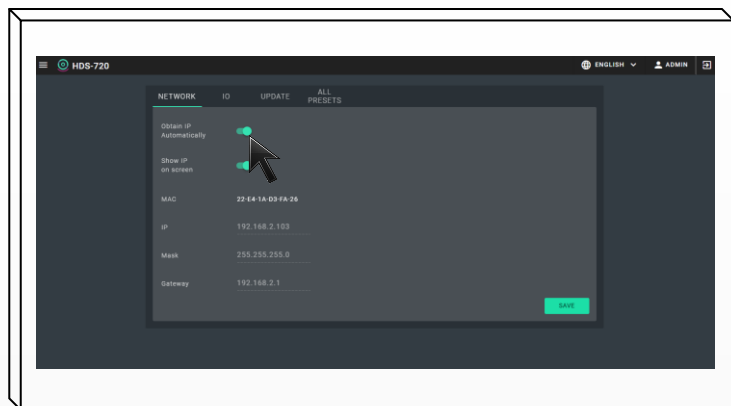 HDS-720
ENGLISH
ADMIN
NETWORK
IO
UPDATE
ALL
PRESETS
Obtain IP
Automatically
Show IP
on screen
MAC 22-E4-1A-D3-FA-26
IP 192.168.2.103
Mask 255.255.255.0
Gateway 192.168.2.1
SAVE